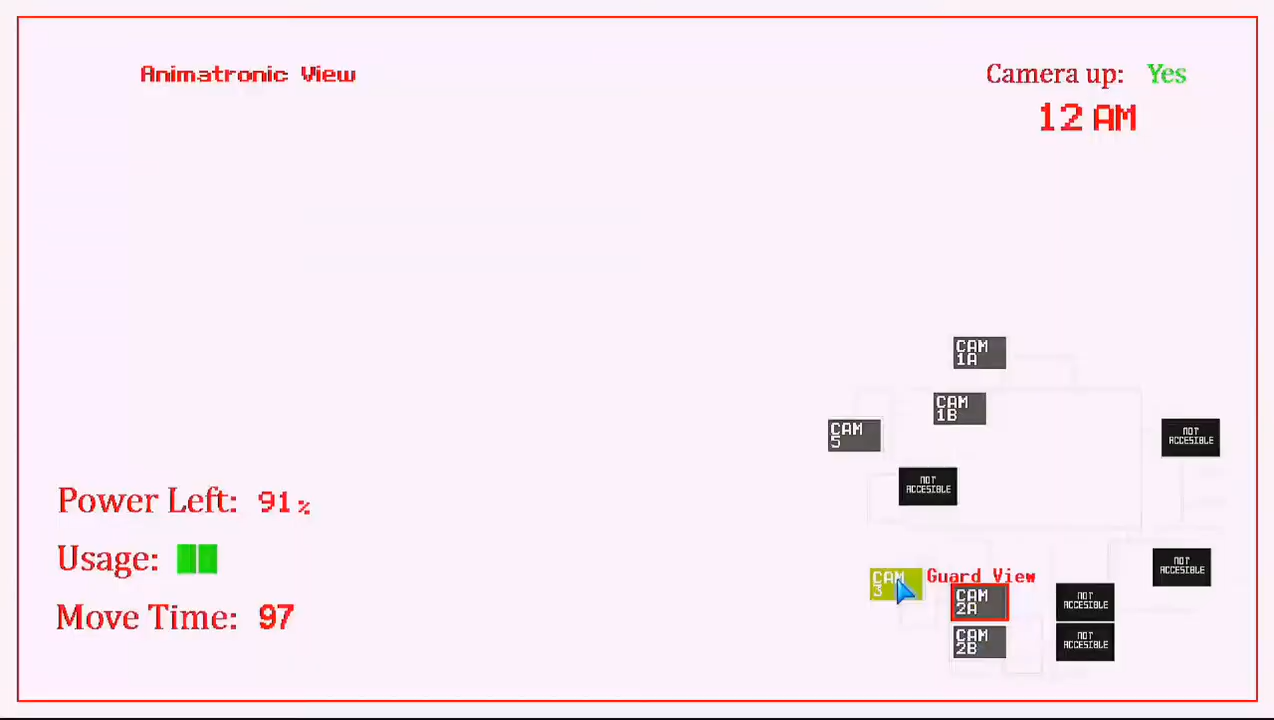 Animatronic View
Camera up: Yes
12 AM
CAM
1A
CAM
1B
CAM
5
NOT
ACCESIBLE
NOT
ACCESIBLE
Power Left: 91%
Usage:
Move Time: 97
CAM
3
Guard View
CAM
2A
CAM
2B
NOT
ACCESIBLE
NOT
ACCESIBLE
NOT
ACCESIBLE